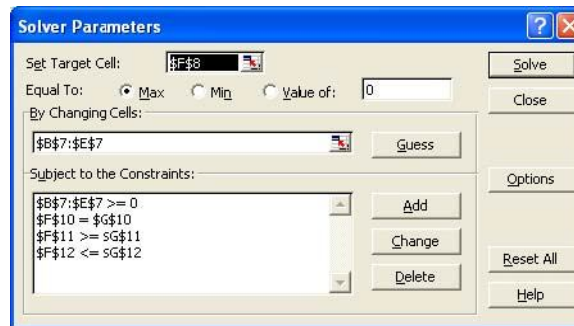 Solver Parameters
Set Target Cell: $F$8 Solve
Equal To: Max Min Value of: 0 Close
By Changing Cells:
$B$7:$E$7 Guess
Subject to the Constraints: Options
$B$7:$E$7 >= 0 Add
$F$10 = $G$10
$F$11 >= $G$11 Change
$F$12 <= $G$12 Reset All
Delete
Help